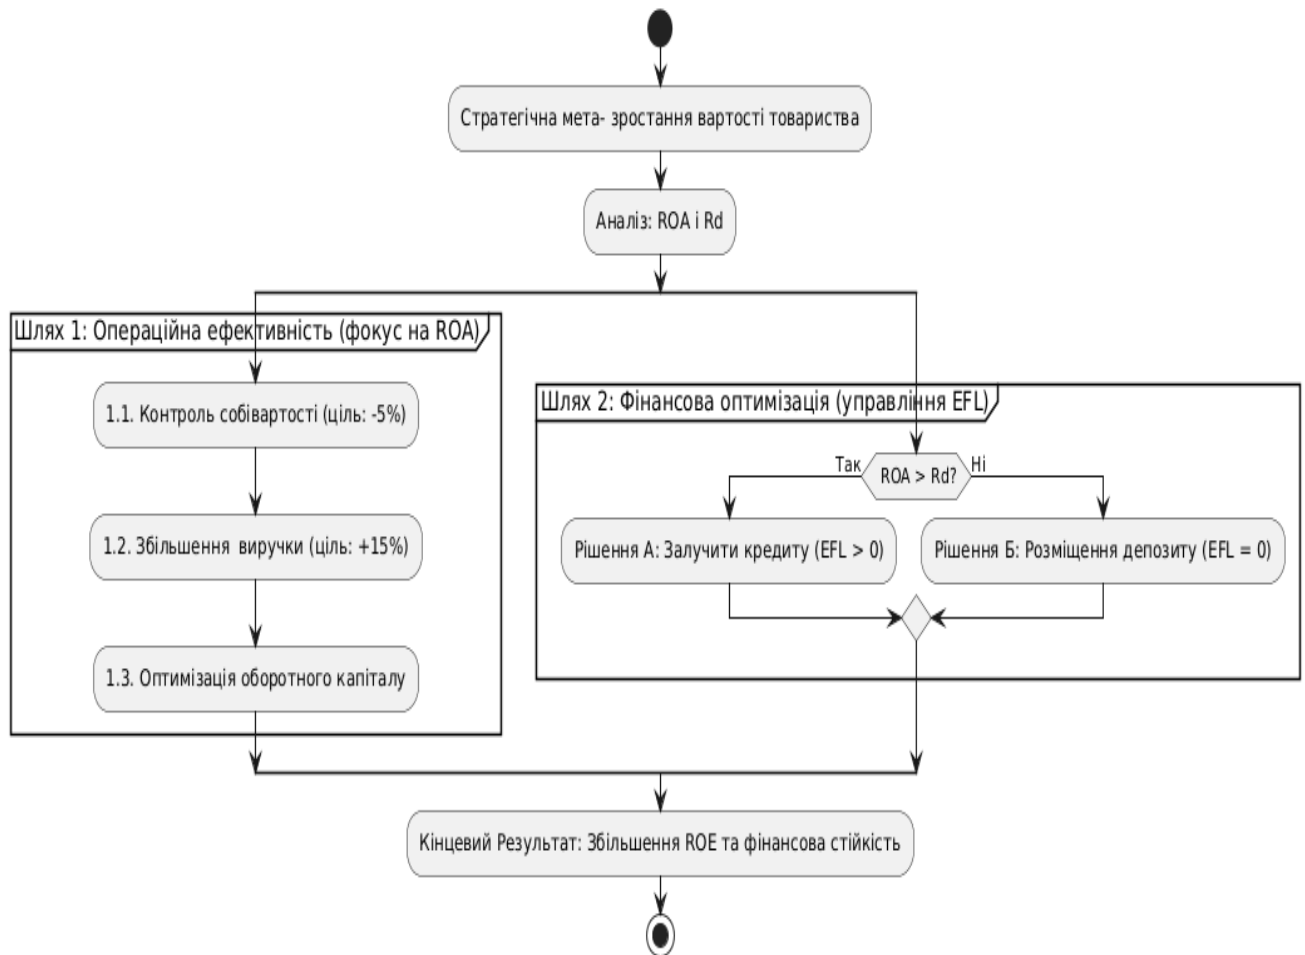 Стратегічна мета- зростання вартості товариства
Аналіз: ROA і Rd
Шлях 1: Операційна ефективність (фокус на ROA)
1.1. Контроль собівартості (ціль: -5%)
1.2. Збільшення  виручки (ціль: +15%)
1.3. Оптимізація оборотного капіталу
Шлях 2: Фінансова оптимізація (управління EFL)
Так
ROA > Rd?
Ні
Рішення А: Залучити кредиту (EFL > 0)
Рішення Б: Розміщення депозиту (EFL = 0)
Кінцевий Результат: Збільшення ROE та фінансова стійкість